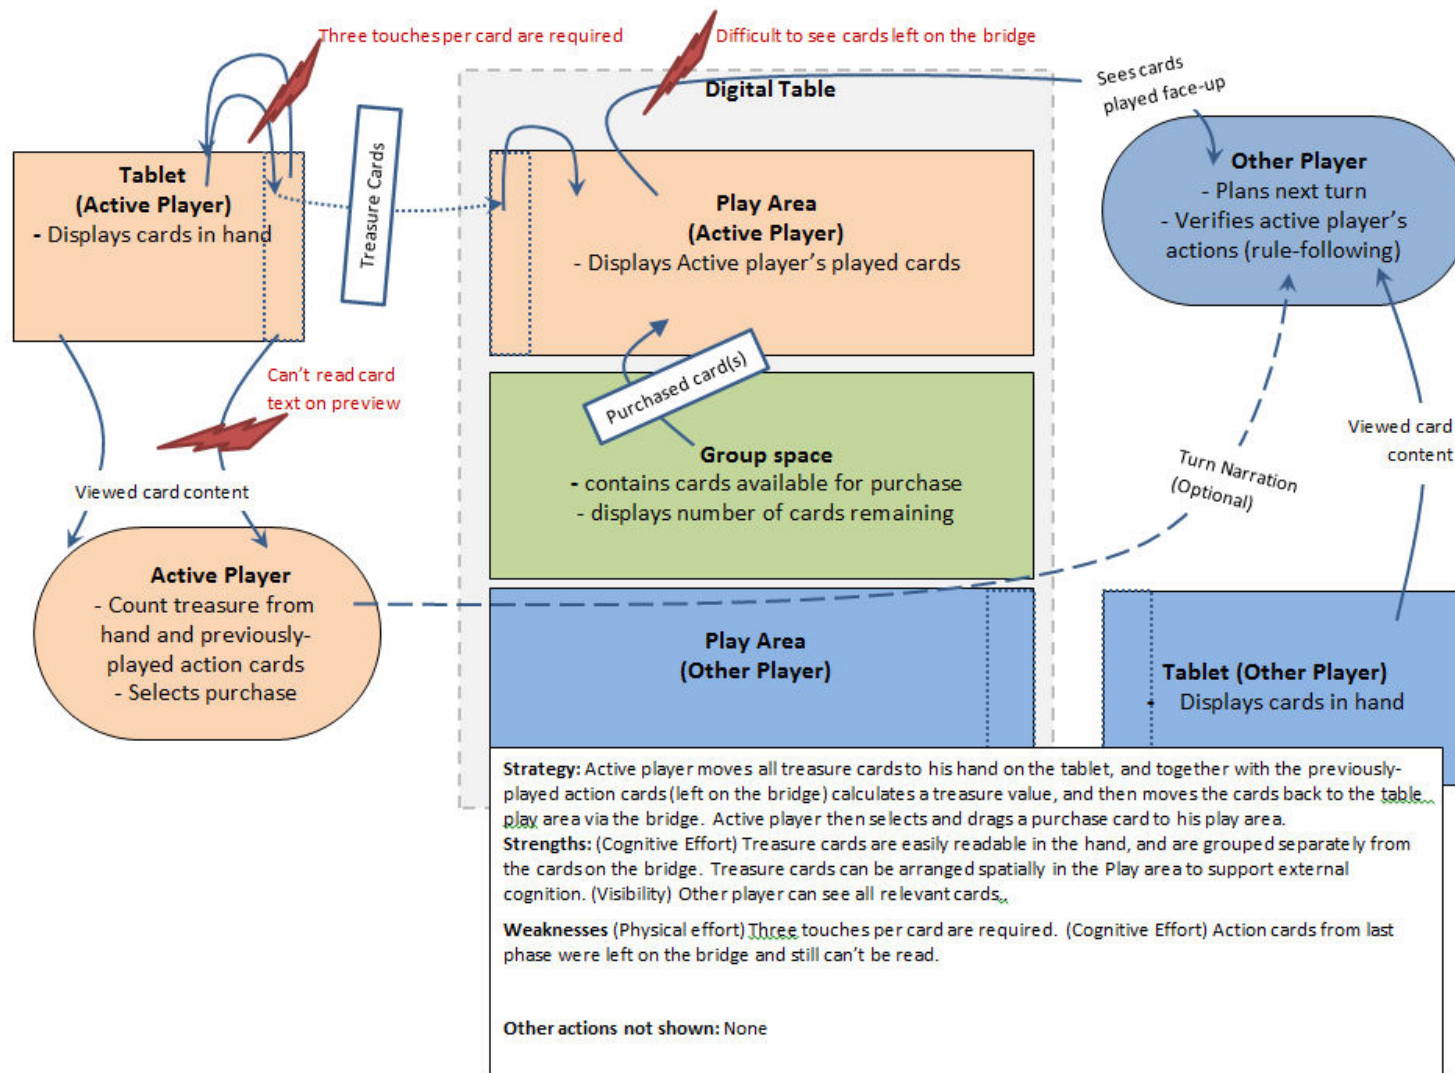 Three touches per card are required
Difficult to see cards left on the bridge
Digital Table
Sees cards
played face-up
Tablet
(Active Player)
- Displays cards in hand
Treasure Cards
Play Area
(Active Player)
- Displays Active player's played cards
Other Player
- Plans next turn
- Verifies active player's
actions (rule-following)
Can't read card
text on preview
Purchased card(s)
Group space
- contains cards available for purchase
- displays number of cards remaining
Viewed card content
Turn Narration
(Optional)
Viewed card
content
Active Player
- Count treasure from
hand and previously-
played action cards
- Selects purchase
Play Area
(Other Player)
Tablet (Other Player)
- Displays cards in hand
Strategy: Active player moves all treasure cards to his hand on the tablet, and together with the previously-
played action cards (left on the bridge) calculates a treasure value, and then moves the cards back to the table
play area via the bridge. Active player then selects and drags a purchase card to his play area.
Strengths: (Cognitive Effort) Treasure cards are easily readable in the hand, and are grouped separately from
the cards on the bridge. Treasure cards can be arranged spatially in the Play area to support external
cognition. (Visibility) Other player can see all relevant cards..
Weaknesses (Physical effort) Three touches per card are required. (Cognitive Effort) Action cards from last
phase were left on the bridge and still can't be read.
Other actions not shown: None